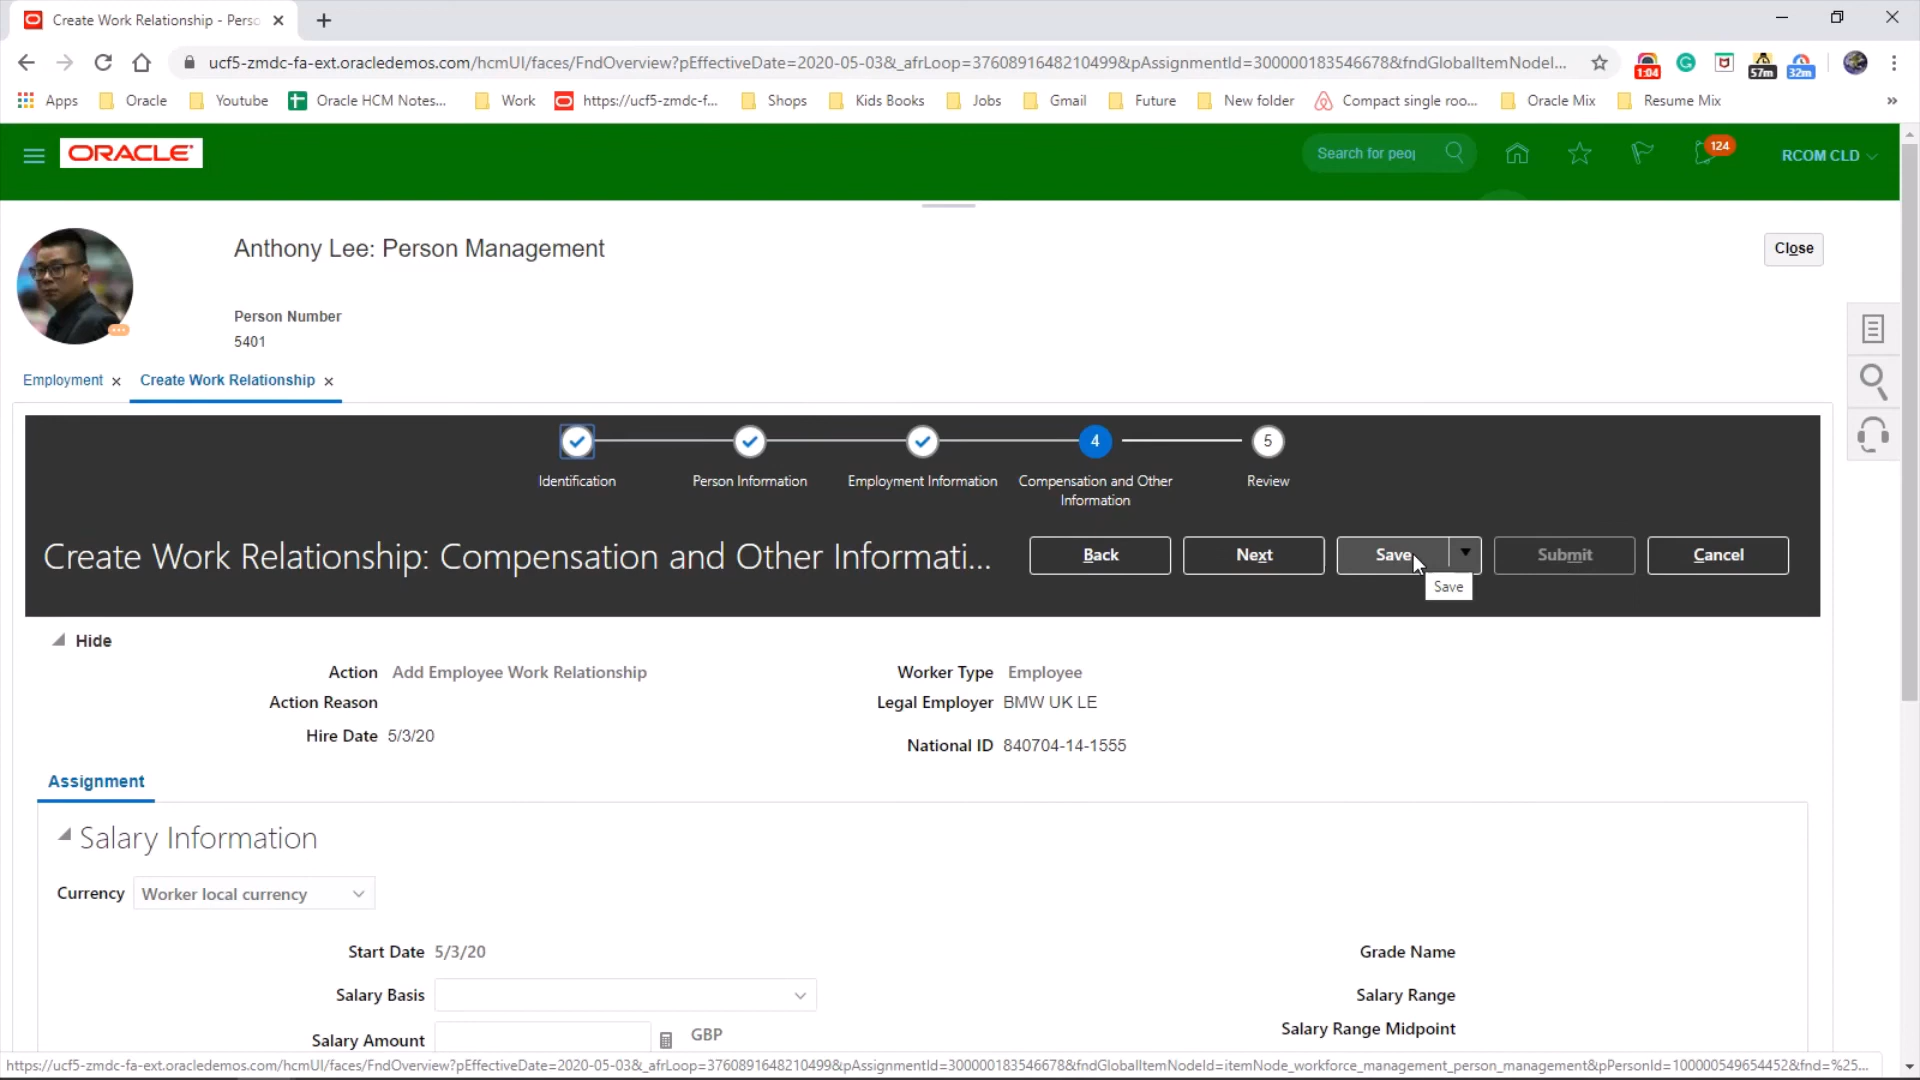 Create Work Relationship - Perso
ucf5-zmdc-fa-ext.oracledemos.com/hcmUI/faces/FndOverview?pEffectiveDate=2020-05-03&_afrLoop=3760891648210499&pAssignmentId=300000183546678&fndGlobalItemNodeI...
1:04
57m
32m
Apps Oracle Youtube Oracle HCM Notes... Work https://ucf5-zmdc-f... Shops Kids Books Jobs Gmail Future New folder Compact single roo... Oracle Mix Resume Mix »
ORACLE
Search for peop
124
RCOM CLD
Anthony Lee: Person Management
Close
Person Number
5401
Employment
Create Work Relationship
4
5
Identification
Person Information
Employment Information
Compensation and Other
Information
Review
Create Work Relationship: Compensation and Other Informati...
Back
Next
Save
Submit
Cancel
Save
Hide
Action Add Employee Work Relationship
Worker Type Employee
Action Reason
Legal Employer BMW UK LE
Hire Date 5/3/20
National ID 840704-14-1555
Assignment
Salary Information
Currency Worker local currency
Start Date 5/3/20
Grade Name
Salary Basis
Salary Range
Salary Amount GBP
Salary Range Midpoint
https://ucf5-zmdc-fa-ext.oracledemos.com/hcmUI/faces/FndOverview?pEffectiveDate=2020-05-03&_afrLoop=3760891648210499&pAssignmentId=300000183546678&fndGlobalItemNodeId=itemNode_workforce_management_person_management&pPersonId=100000549654452&fnd=%25...